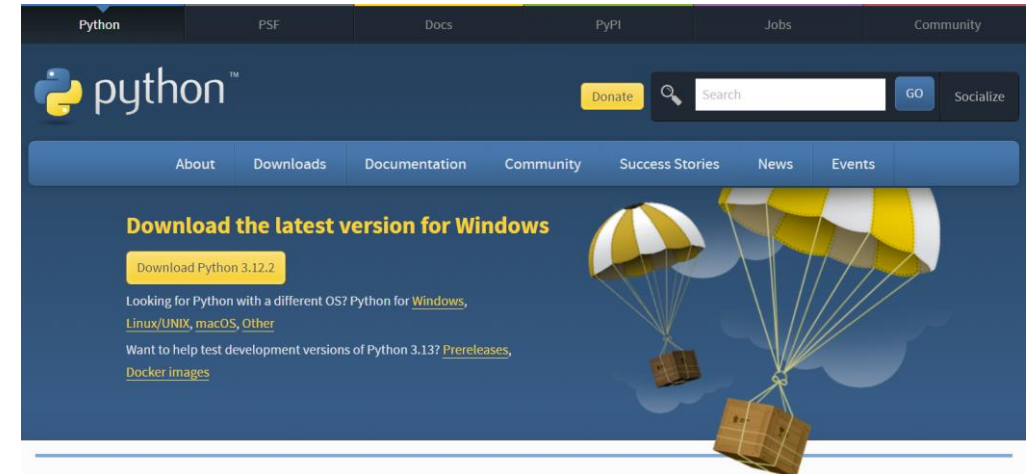 Python PSF Docs PyPI Jobs Community
python™
Donate Search GO Socialize
About Downloads Documentation Community Success Stories News Events
Download the latest version for Windows
Download Python 3.12.2
Looking for Python with a different OS? Python for Windows,
Linux/UNIX, macOS, Other
Want to help test development versions of Python 3.13? Prereleases,
Docker images